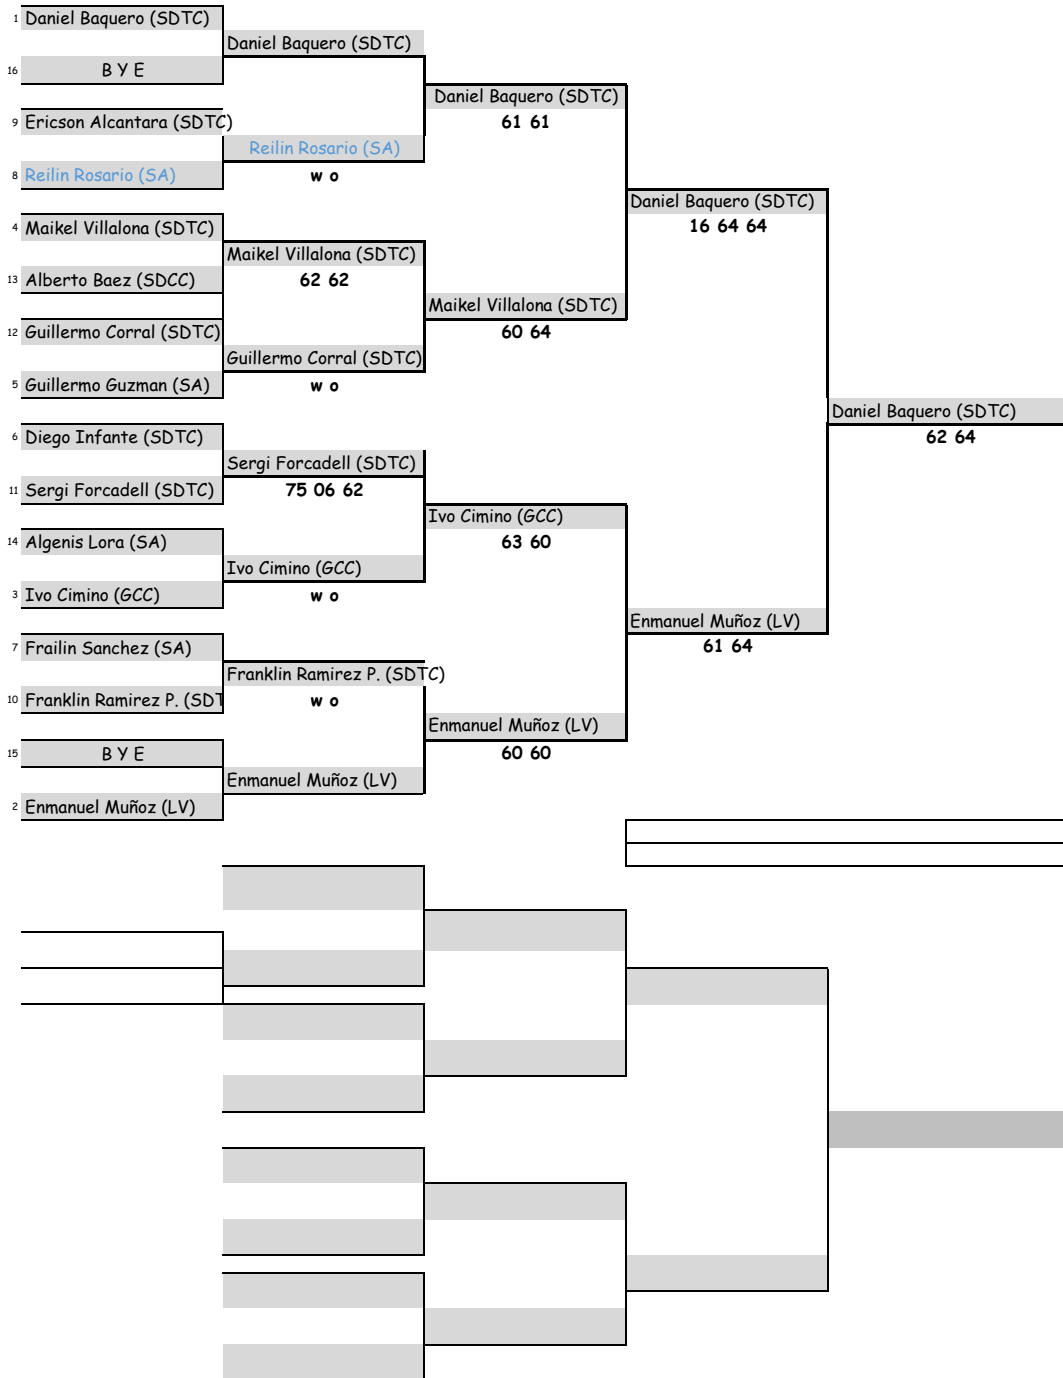 1 Daniel Baquero (SDTC)
Daniel Baquero (SDTC)
16 B Y E
Daniel Baquero (SDTC)
9 Ericson Alcantara (SDTC)
61 61
Reilin Rosario (SA)
8 Reilin Rosario (SA)
w o
Daniel Baquero (SDTC)
4 Maikel Villalona (SDTC)
16 64 64
Maikel Villalona (SDTC)
13 Alberto Baez (SDCC)
62 62
Maikel Villalona (SDTC)
12 Guillermo Corral (SDTC)
60 64
Guillermo Corral (SDTC)
5 Guillermo Guzman (SA)
w o
Daniel Baquero (SDTC)
6 Diego Infante (SDTC)
62 64
Sergi Forcadell (SDTC)
11 Sergi Forcadell (SDTC)
75 06 62
Ivo Cimino (GCC)
14 Algenis Lora (SA)
63 60
Ivo Cimino (GCC)
3 Ivo Cimino (GCC)
w o
Enmanuel Muñoz (LV)
7 Frailin Sanchez (SA)
61 64
Franklin Ramirez P. (SDTC)
10 Franklin Ramirez P. (SDT
w o
Enmanuel Muñoz (LV)
15 B Y E
60 60
Enmanuel Muñoz (LV)
2 Enmanuel Muñoz (LV)